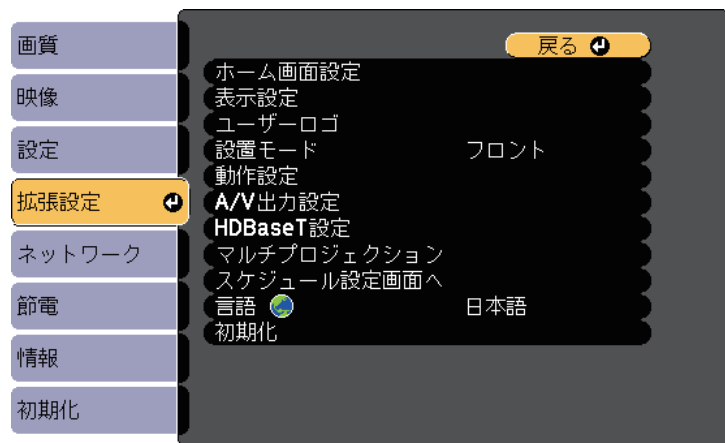 画質
映像
設定
拡張設定
ネットワーク
節電
情報
初期化
戻る
ホーム画面設定
表示設定
ユーザーロゴ
設置モード フロント
動作設定
A/V出力設定
HDBaseT設定
マルチプロジェクション
スケジュール設定画面へ
言語 日本語
初期化